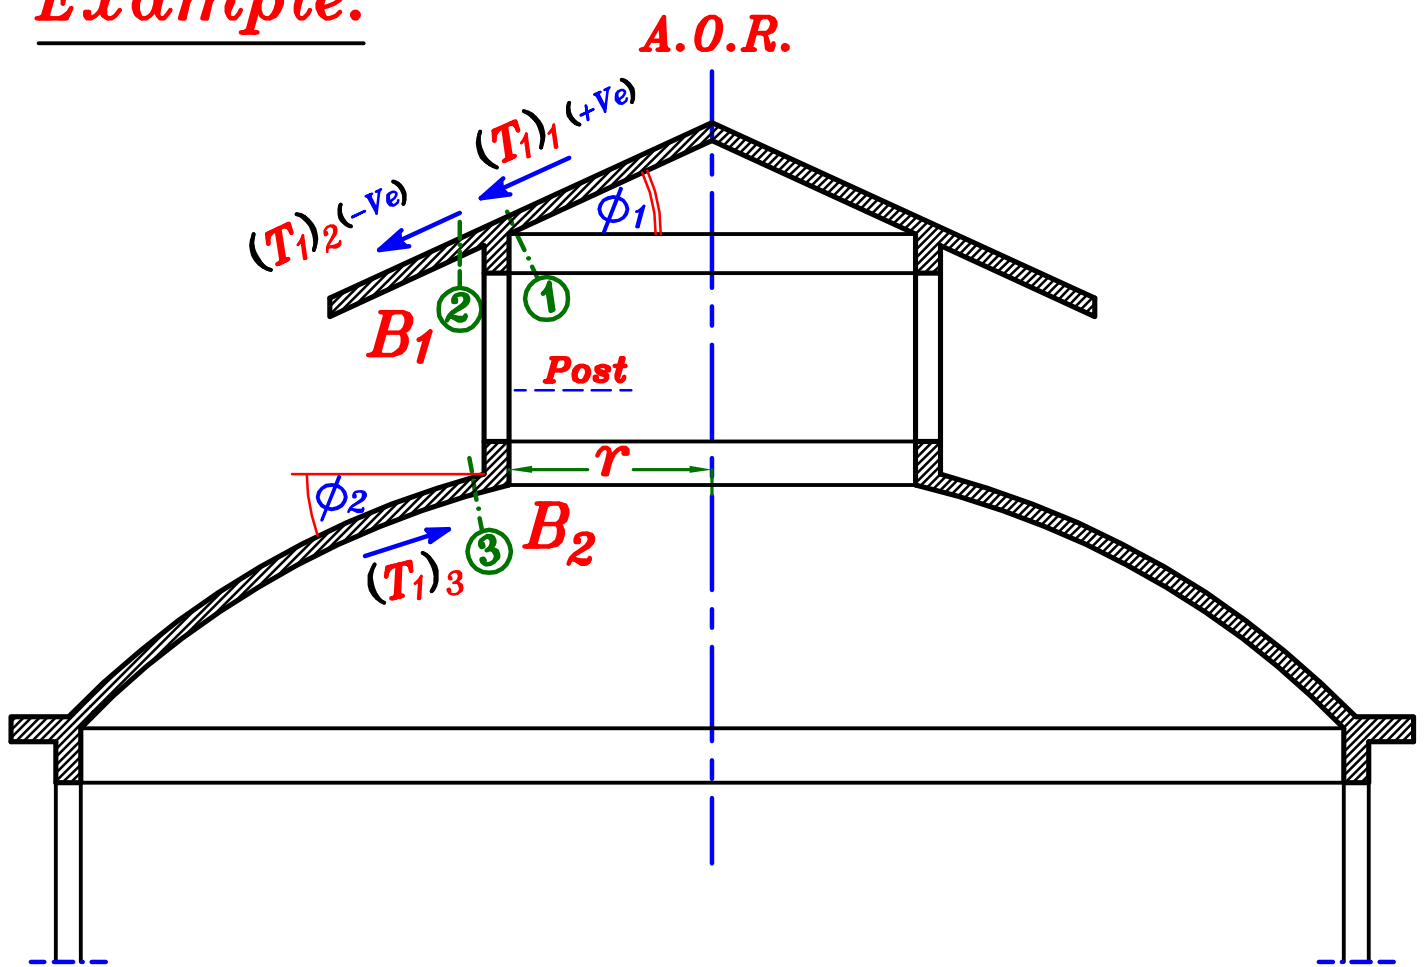 Example.
A.O.R.
(T1)1 (+Ve)
(T1)2 (-Ve)
ϕ1
1
2
B1
Post
r
ϕ2
B2
3
(T1)3